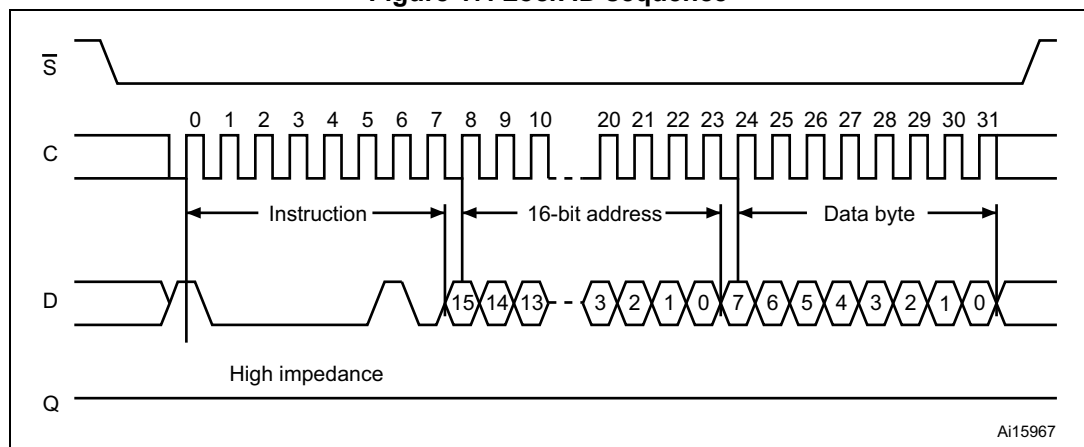 Figure 17. Lock ID sequence
S
0 1 2 3 4 5 6 7 8 9 10 20 21 22 23 24 25 26 27 28 29 30 31
C
Instruction 16-bit address Data byte
D 15 14 13 3 2 1 0 7 6 5 4 3 2 1 0
High impedance
Q
Ai15967